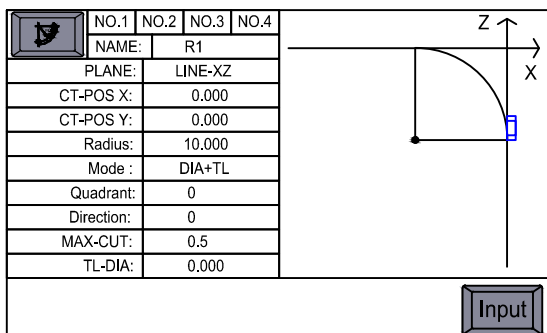 NO.1 NO.2 NO.3 NO.4
NAME: R1
PLANE: LINE-XZ
CT-POS X: 0.000
CT-POS Y: 0.000
Radius: 10.000
Mode : DIA+TL
Quadrant: 0
Direction: 0
MAX-CUT: 0.5
TL-DIA: 0.000
Z
X
Input